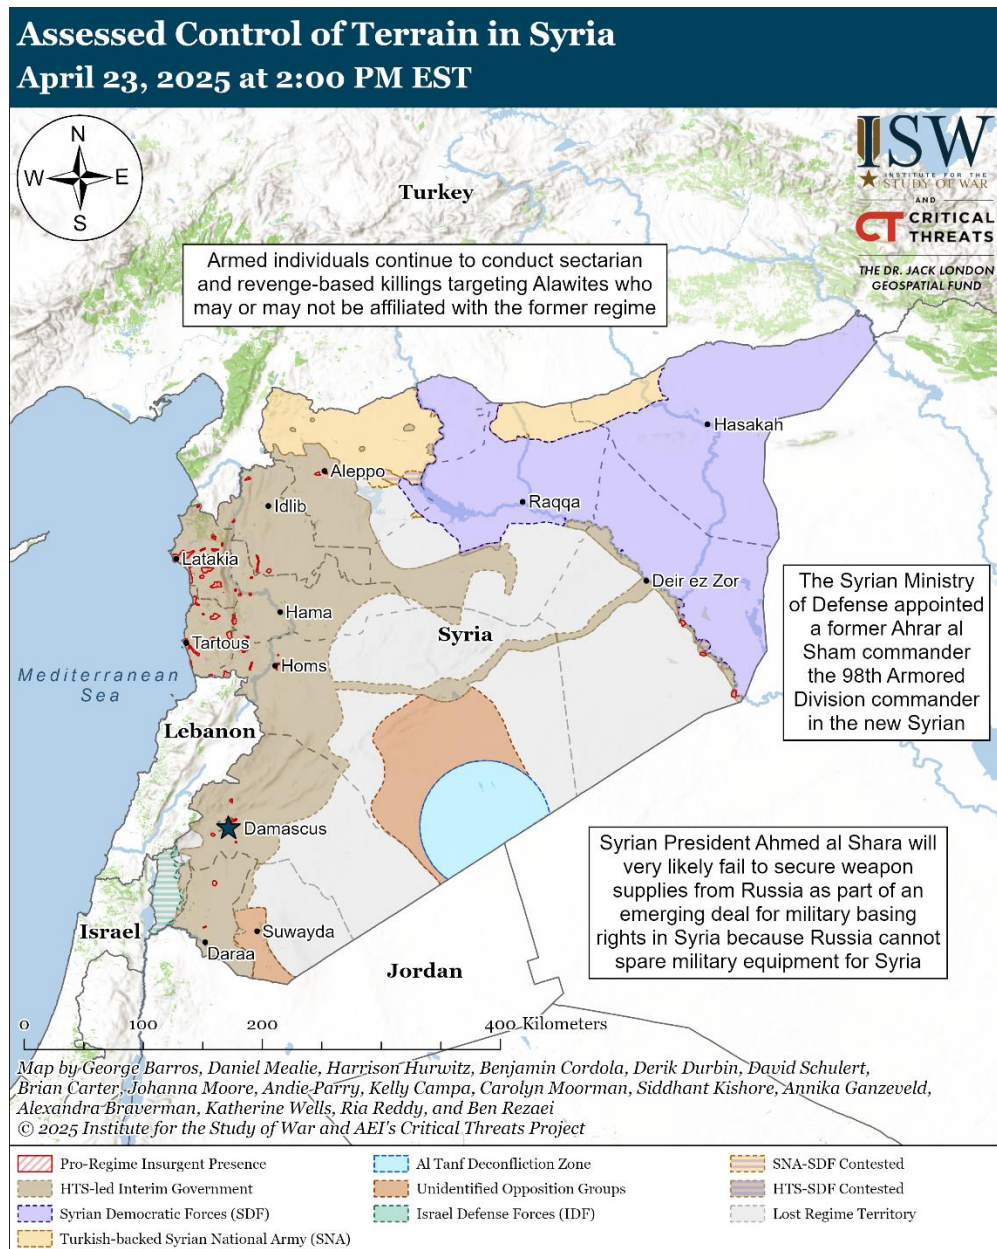 Assessed Control of Terrain in Syria
April 23, 2025 at 2:00 PM EST
N
W
E
S
ISW
INSTITUTE FOR THE
STUDY OF WAR
AND
CT CRITICAL
THREATS
THE DR. JACK LONDON
GEOSPATIAL FUND
Turkey
Armed individuals continue to conduct sectarian
and revenge-based killings targeting Alawites who
may or may not be affiliated with the former regime
Hasakah
Aleppo
Idlib
Raqqa
Latakia
Deir ez Zor
Hama
Syria
Tartous
Homs
The Syrian Ministry
of Defense appointed
a former Ahrar al
Sham commander
the 98th Armored
Division commander
in the new Syrian
Mediterranean
Sea
Lebanon
Damascus
Syrian President Ahmed al Shara will
very likely fail to secure weapon
supplies from Russia as part of an
emerging deal for military basing
rights in Syria because Russia cannot
spare military equipment for Syria
Israel
Suwayda
Daraa
Jordan
0 100 200 400 Kilometers
Map by George Barros, Daniel Mealie, Harrison Hurwitz, Benjamin Cordola, Derik Durbin, David Schulert,
Brian Carter, Johanna Moore, Andie Parry, Kelly Campa, Carolyn Moorman, Siddhant Kishore, Annika Ganzeveld,
Alexandra Braverman, Katherine Wells, Ria Reddy, and Ben Rezaei
© 2025 Institute for the Study of War and AEI's Critical Threats Project
Pro-Regime Insurgent Presence
HTS-led Interim Government
Syrian Democratic Forces (SDF)
Turkish-backed Syrian National Army (SNA)
Al Tanf Deconfliction Zone
Unidentified Opposition Groups
Israel Defense Forces (IDF)
SNA-SDF Contested
HTS-SDF Contested
Lost Regime Territory